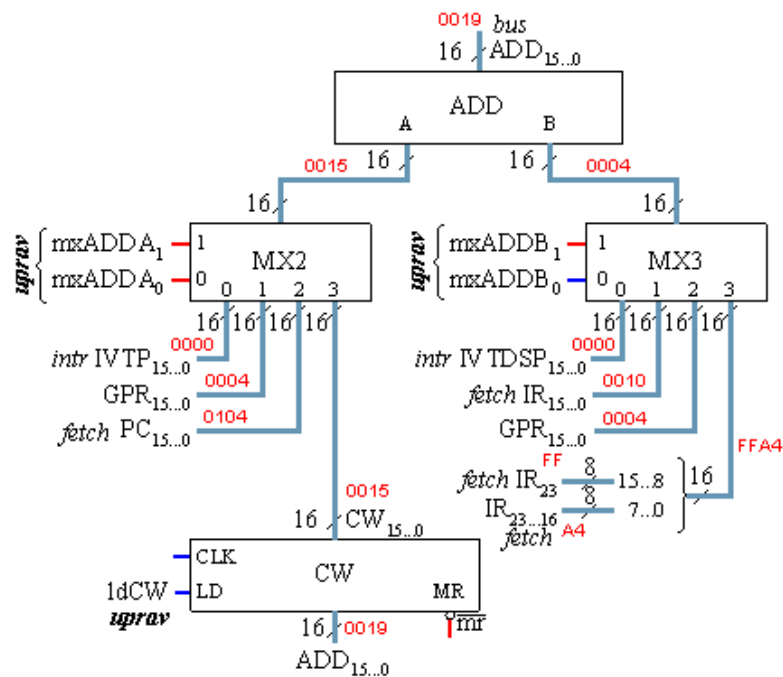 0019
bus
16 ADD15...0
ADD
A B
16 16
0015 0004
16 16
uprav mxADDA1 1 MX2
mxADDA0 0
0 1 2 3
16 16 16 16
uprav mxADDB1 1 MX3
mxADDB0 0
0 1 2 3
16 16 16 16
0000
intr IVTP15...0
0004
GPR15...0
0104
fetch PC15...0
0000
intr IVTDSP15...0
0010
fetch IR15...0
0004
GPR15...0
FFA4
FF
fetch IR23 8 15...8
16
IR23...16 8 7...0
fetch A4
0015
16 CW15...0
CLK
CW
ldCW LD MR
uprav
mr
16 0019
ADD15...0